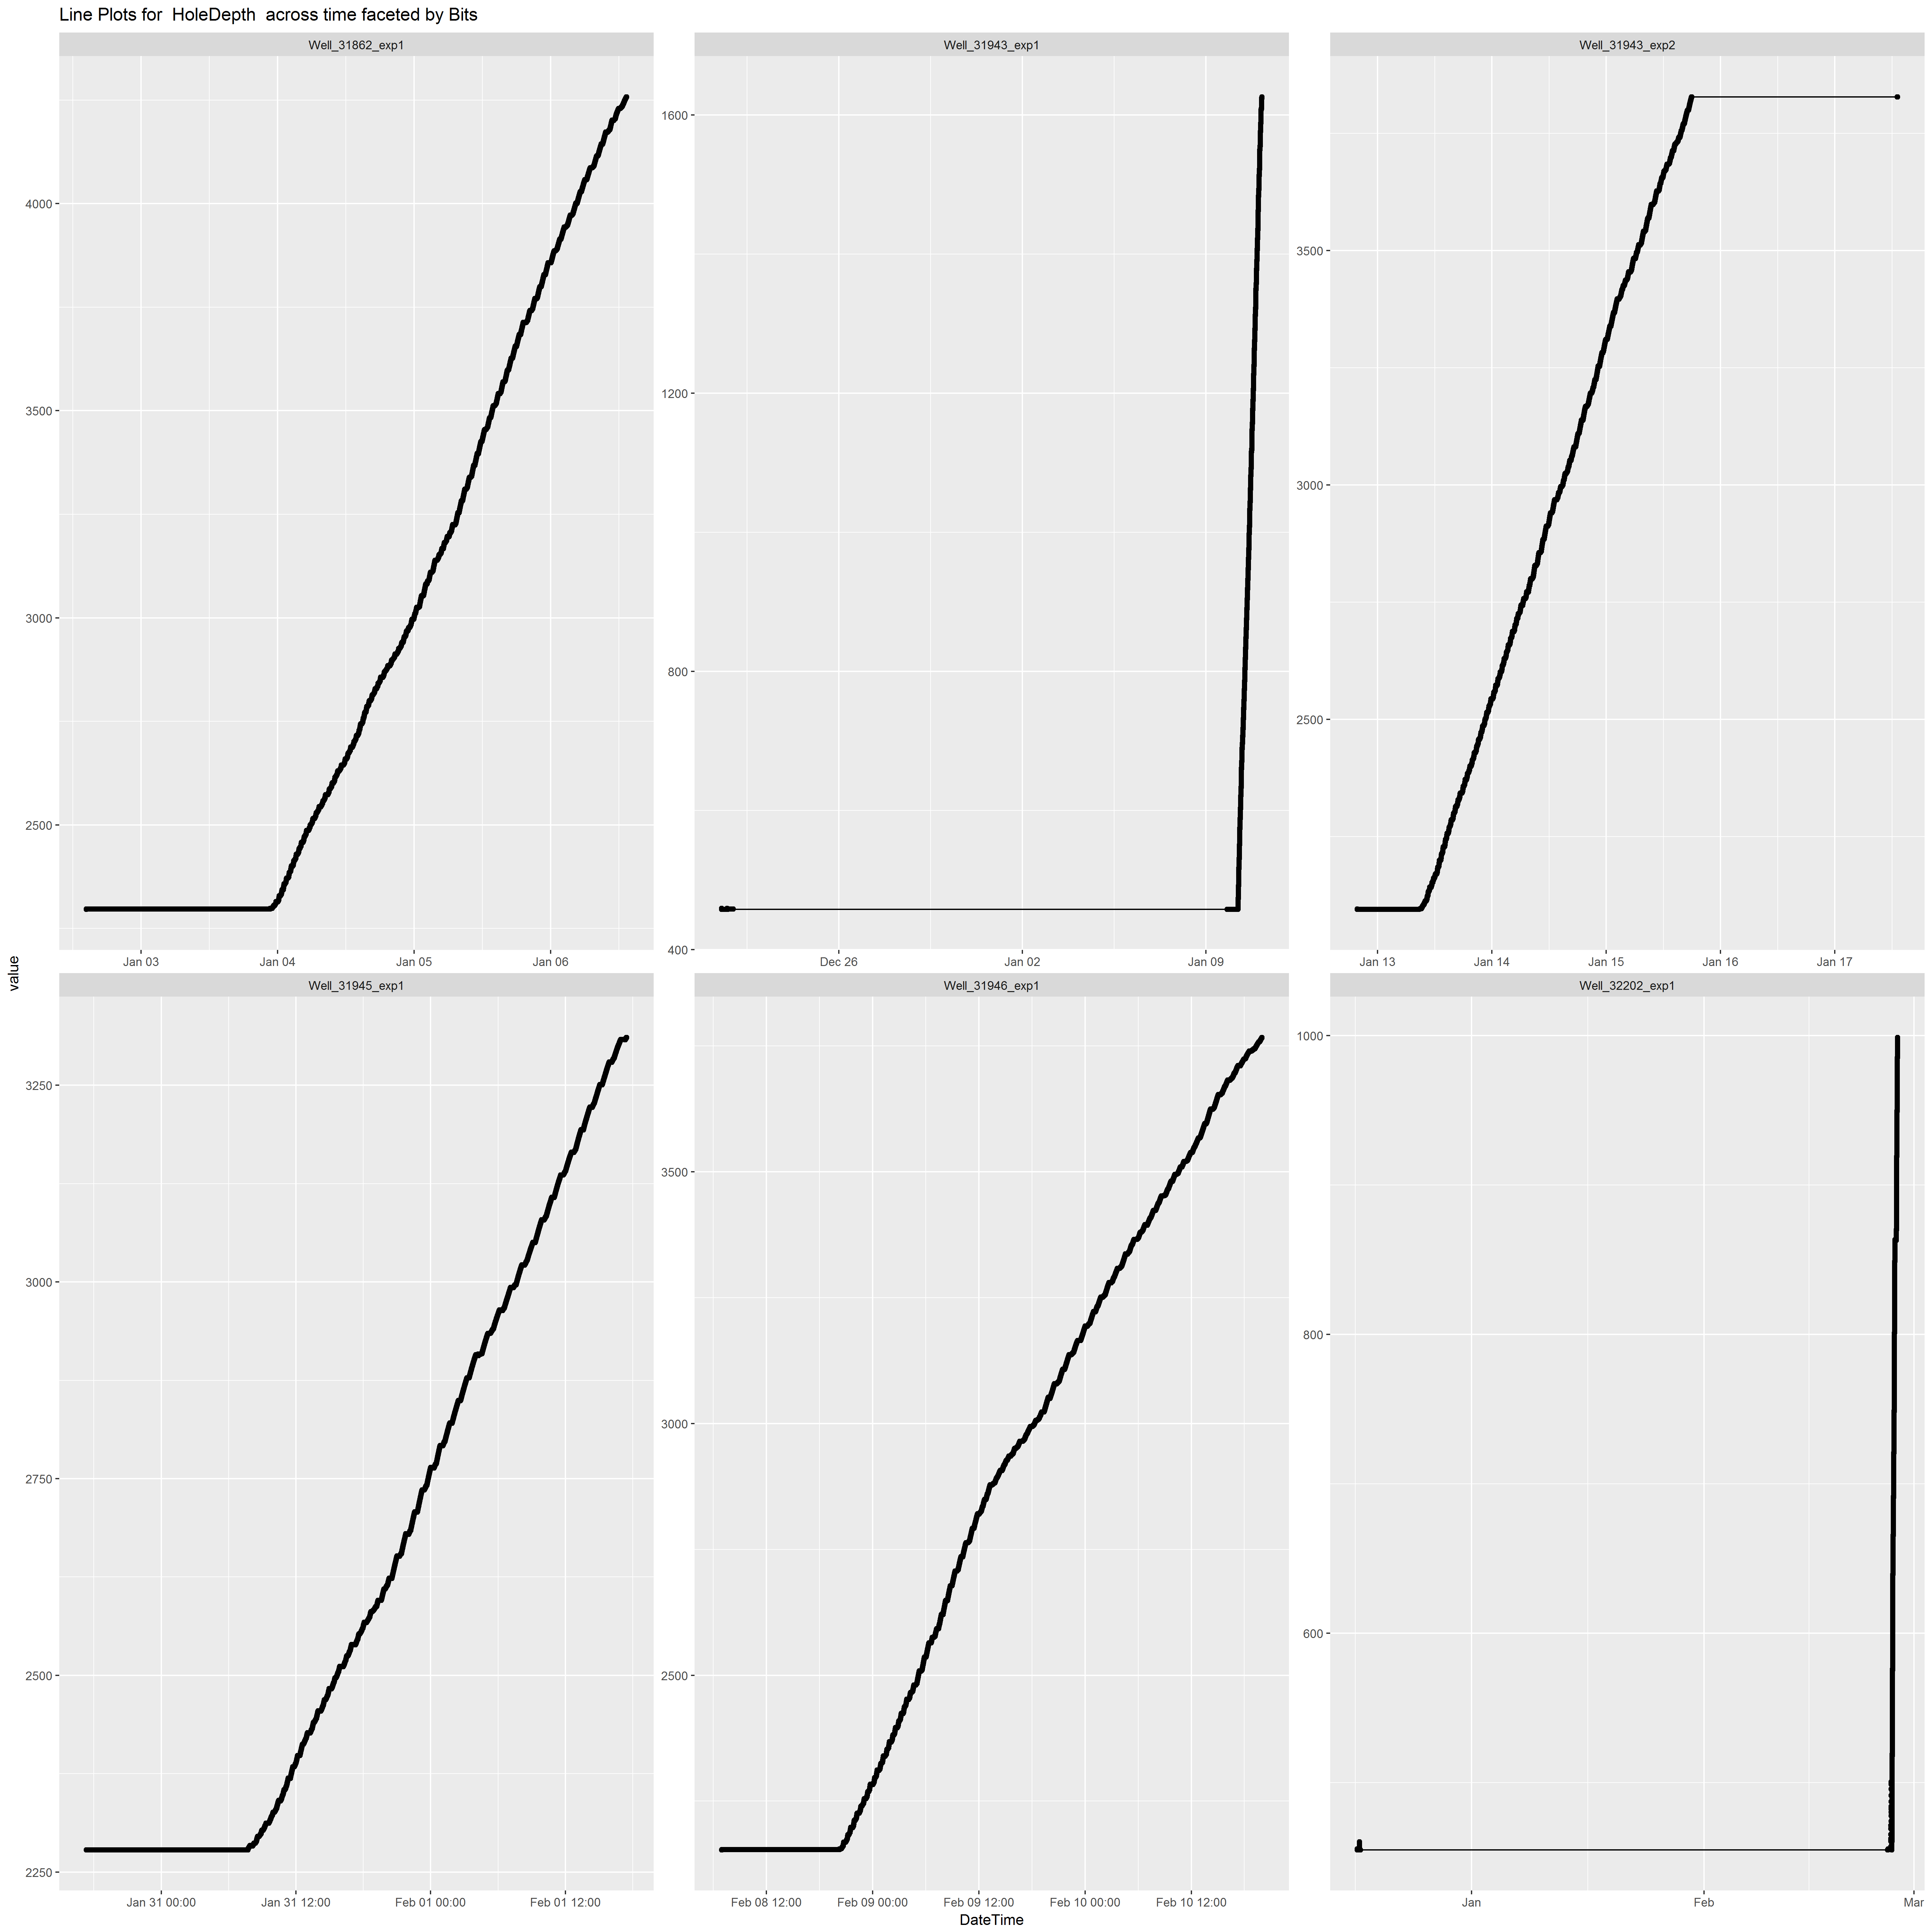 Line Plots for  HoleDepth  across time faceted by Bits
Well_31862_exp1
Well_31943_exp1
Well_31943_exp2
4000
3500
3000
2500
Jan 03
Jan 04
Jan 05
Jan 06
1600
1200
800
400
Dec 26
Jan 02
Jan 09
3500
3000
2500
Jan 13
Jan 14
Jan 15
Jan 16
Jan 17
value
Well_31945_exp1
Well_31946_exp1
Well_32202_exp1
3250
3000
2750
2500
2250
Jan 31 00:00
Jan 31 12:00
Feb 01 00:00
Feb 01 12:00
3500
3000
2500
Feb 08 12:00
Feb 09 00:00
Feb 09 12:00
Feb 10 00:00
Feb 10 12:00
1000
800
600
Jan
Feb
Mar
DateTime